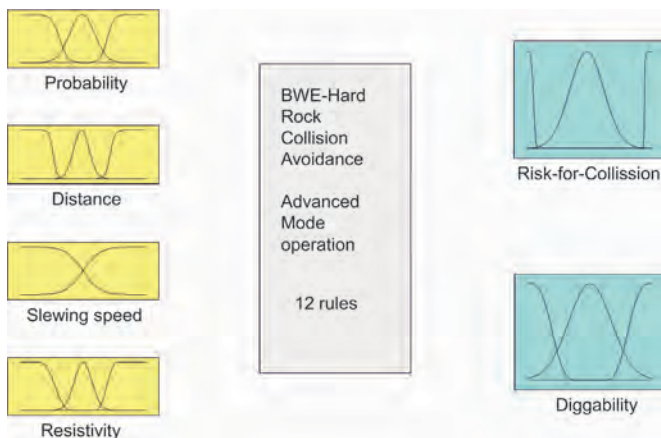 Probability
Distance
Slewing speed
Resistivity
BWE-Hard
Rock
Collision
Avoidance
Advanced
Mode
operation
12 rules
Risk-for-Collission
Diggability